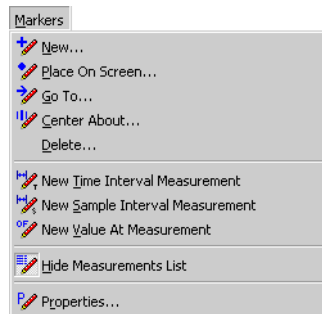 Markers
New...
Place On Screen...
Go To...
Center About...
Delete...
New Time Interval Measurement
New Sample Interval Measurement
New Value At Measurement
Hide Measurements List
Properties...